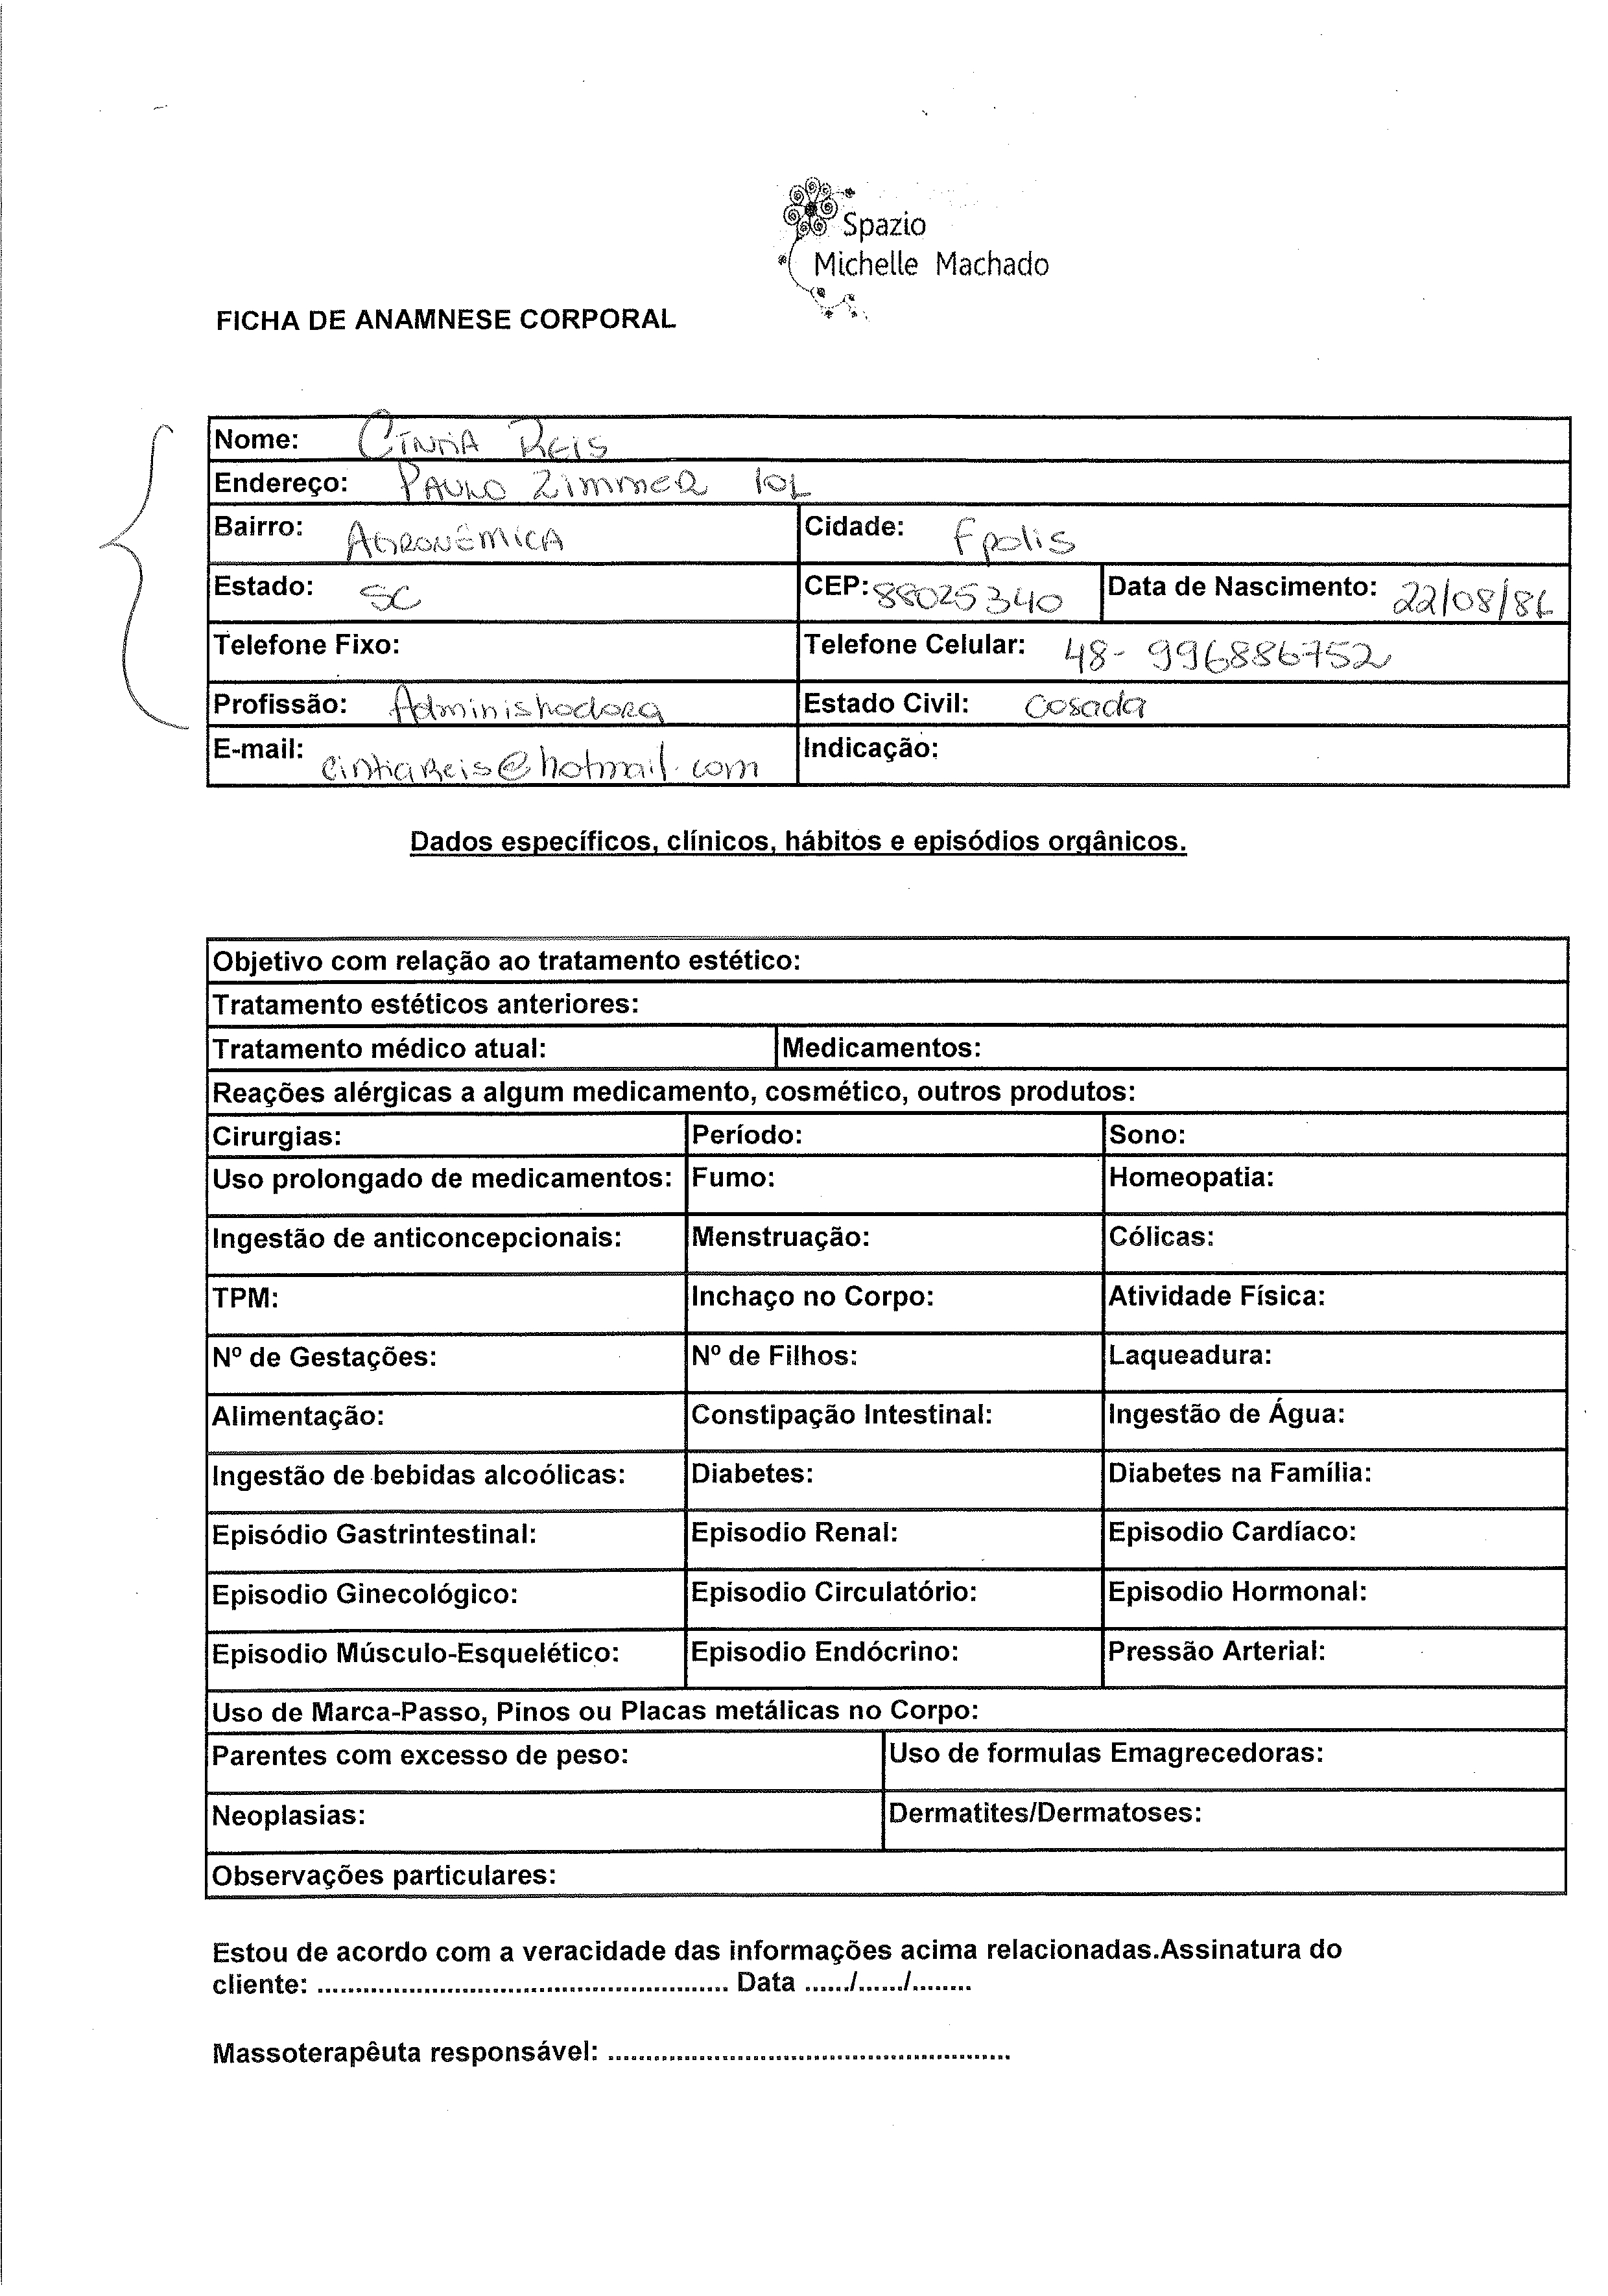 Spazio
Michelle Machado
FICHA DE ANAMNESE CORPORAL
Nome: CINTIA REIS
Endereço: PAULO ZIMMER 101
Bairro: AGRONÔMICA Cidade: Fpolis
Estado: SC CEP: 88025340 Data de Nascimento: 22/08/86
Telefone Fixo: Telefone Celular: 48- 996886752
Profissão: Administradora Estado Civil: casada
E-mail: cintiaReis@hotmail.com Indicação:
Dados específicos, clínicos, hábitos e episódios orgânicos.
Objetivo com relação ao tratamento estético:
Tratamento estéticos anteriores:
Tratamento médico atual: Medicamentos:
Reações alérgicas a algum medicamento, cosmético, outros produtos:
Cirurgias: Período: Sono:
Uso prolongado de medicamentos: Fumo: Homeopatia:
Ingestão de anticoncepcionais: Menstruação: Cólicas:
TPM: Inchaço no Corpo: Atividade Física:
Nº de Gestações: Nº de Filhos: Laqueadura:
Alimentação: Constipação Intestinal: Ingestão de Água:
Ingestão de bebidas alcoólicas: Diabetes: Diabetes na Família:
Episódio Gastrintestinal: Episodio Renal: Episodio Cardíaco:
Episodio Ginecológico: Episodio Circulatório: Episodio Hormonal:
Episodio Músculo-Esquelético: Episodio Endócrino: Pressão Arterial:
Uso de Marca-Passo, Pinos ou Placas metálicas no Corpo:
Parentes com excesso de peso: Uso de formulas Emagrecedoras:
Neoplasias: Dermatites/Dermatoses:
Observações particulares:
Estou de acordo com a veracidade das informações acima relacionadas.Assinatura do
cliente: ...................................................... Data ....../....../........
Massoterapêuta responsável: .....................................................